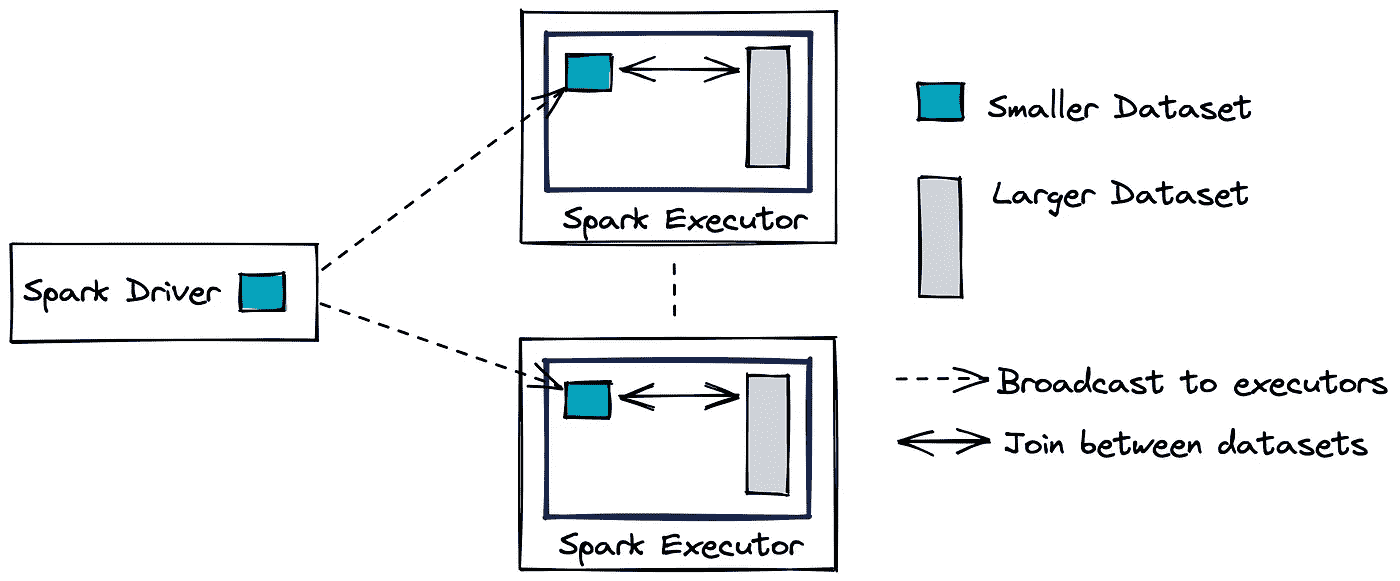 Smaller Dataset
Larger Dataset
Spark Executor
Spark Driver
Broadcast to executors
Join between datasets
Spark Executor